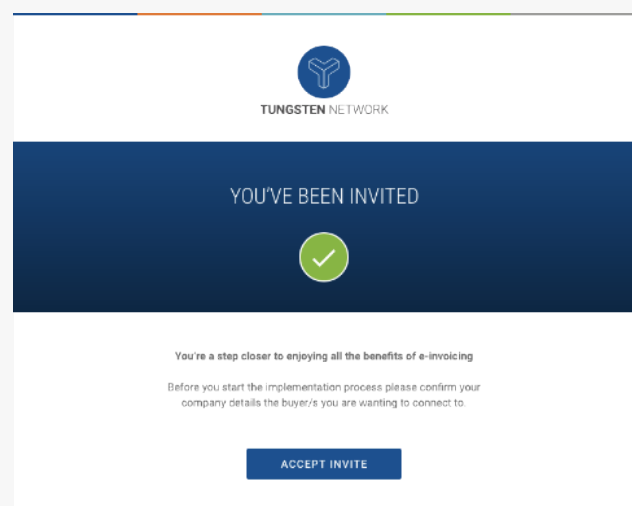 TUNGSTEN NETWORK
YOU'VE BEEN INVITED
You're a step closer to enjoying all the benefits of e-invoicing
Before you start the implementation process please confirm your
company details the buyer/s you are wanting to connect to.
ACCEPT INVITE